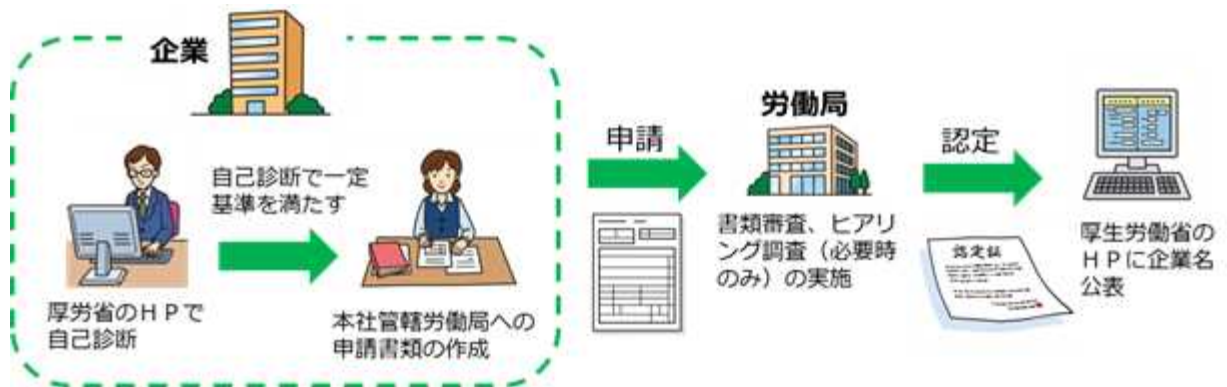 企業
厚労省のＨＰで
自己診断
自己診断で一定
基準を満たす
本社管轄労働局への
申請書類の作成
申請
労働局
書類審査、ヒアリ
ング調査（必要時
のみ）の実施
認定
認定証
厚生労働省の
ＨＰに企業名
公表